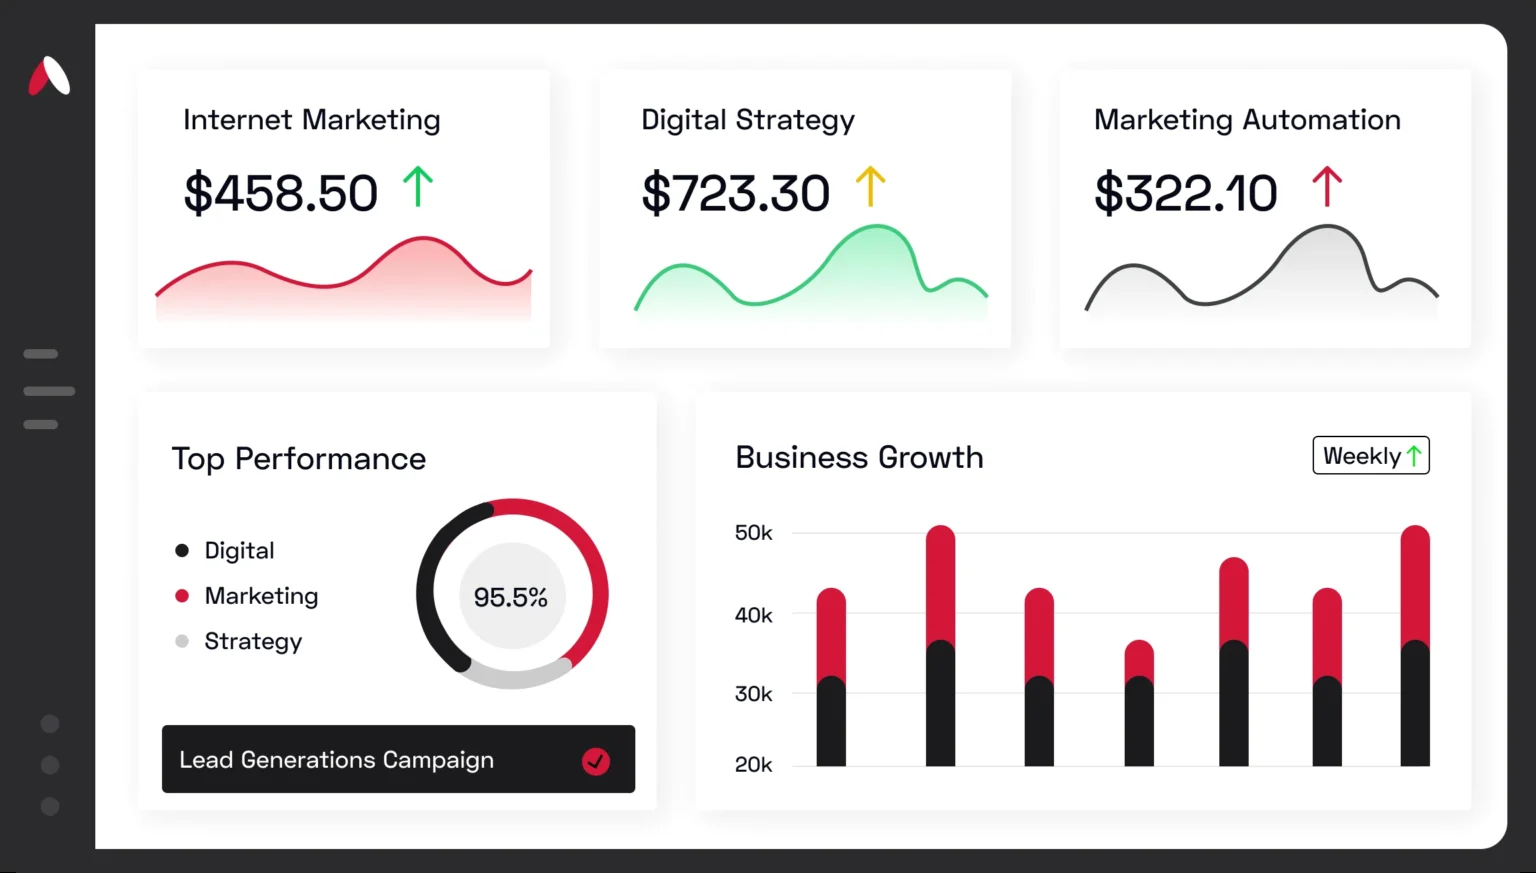 Internet Marketing
$458.50
Digital Strategy
$723.30
Marketing Automation
$322.10
Top Performance
Digital
Marketing
Strategy
95.5%
Lead Generations Campaign
Business Growth
Weekly
50k
40k
30k
20k